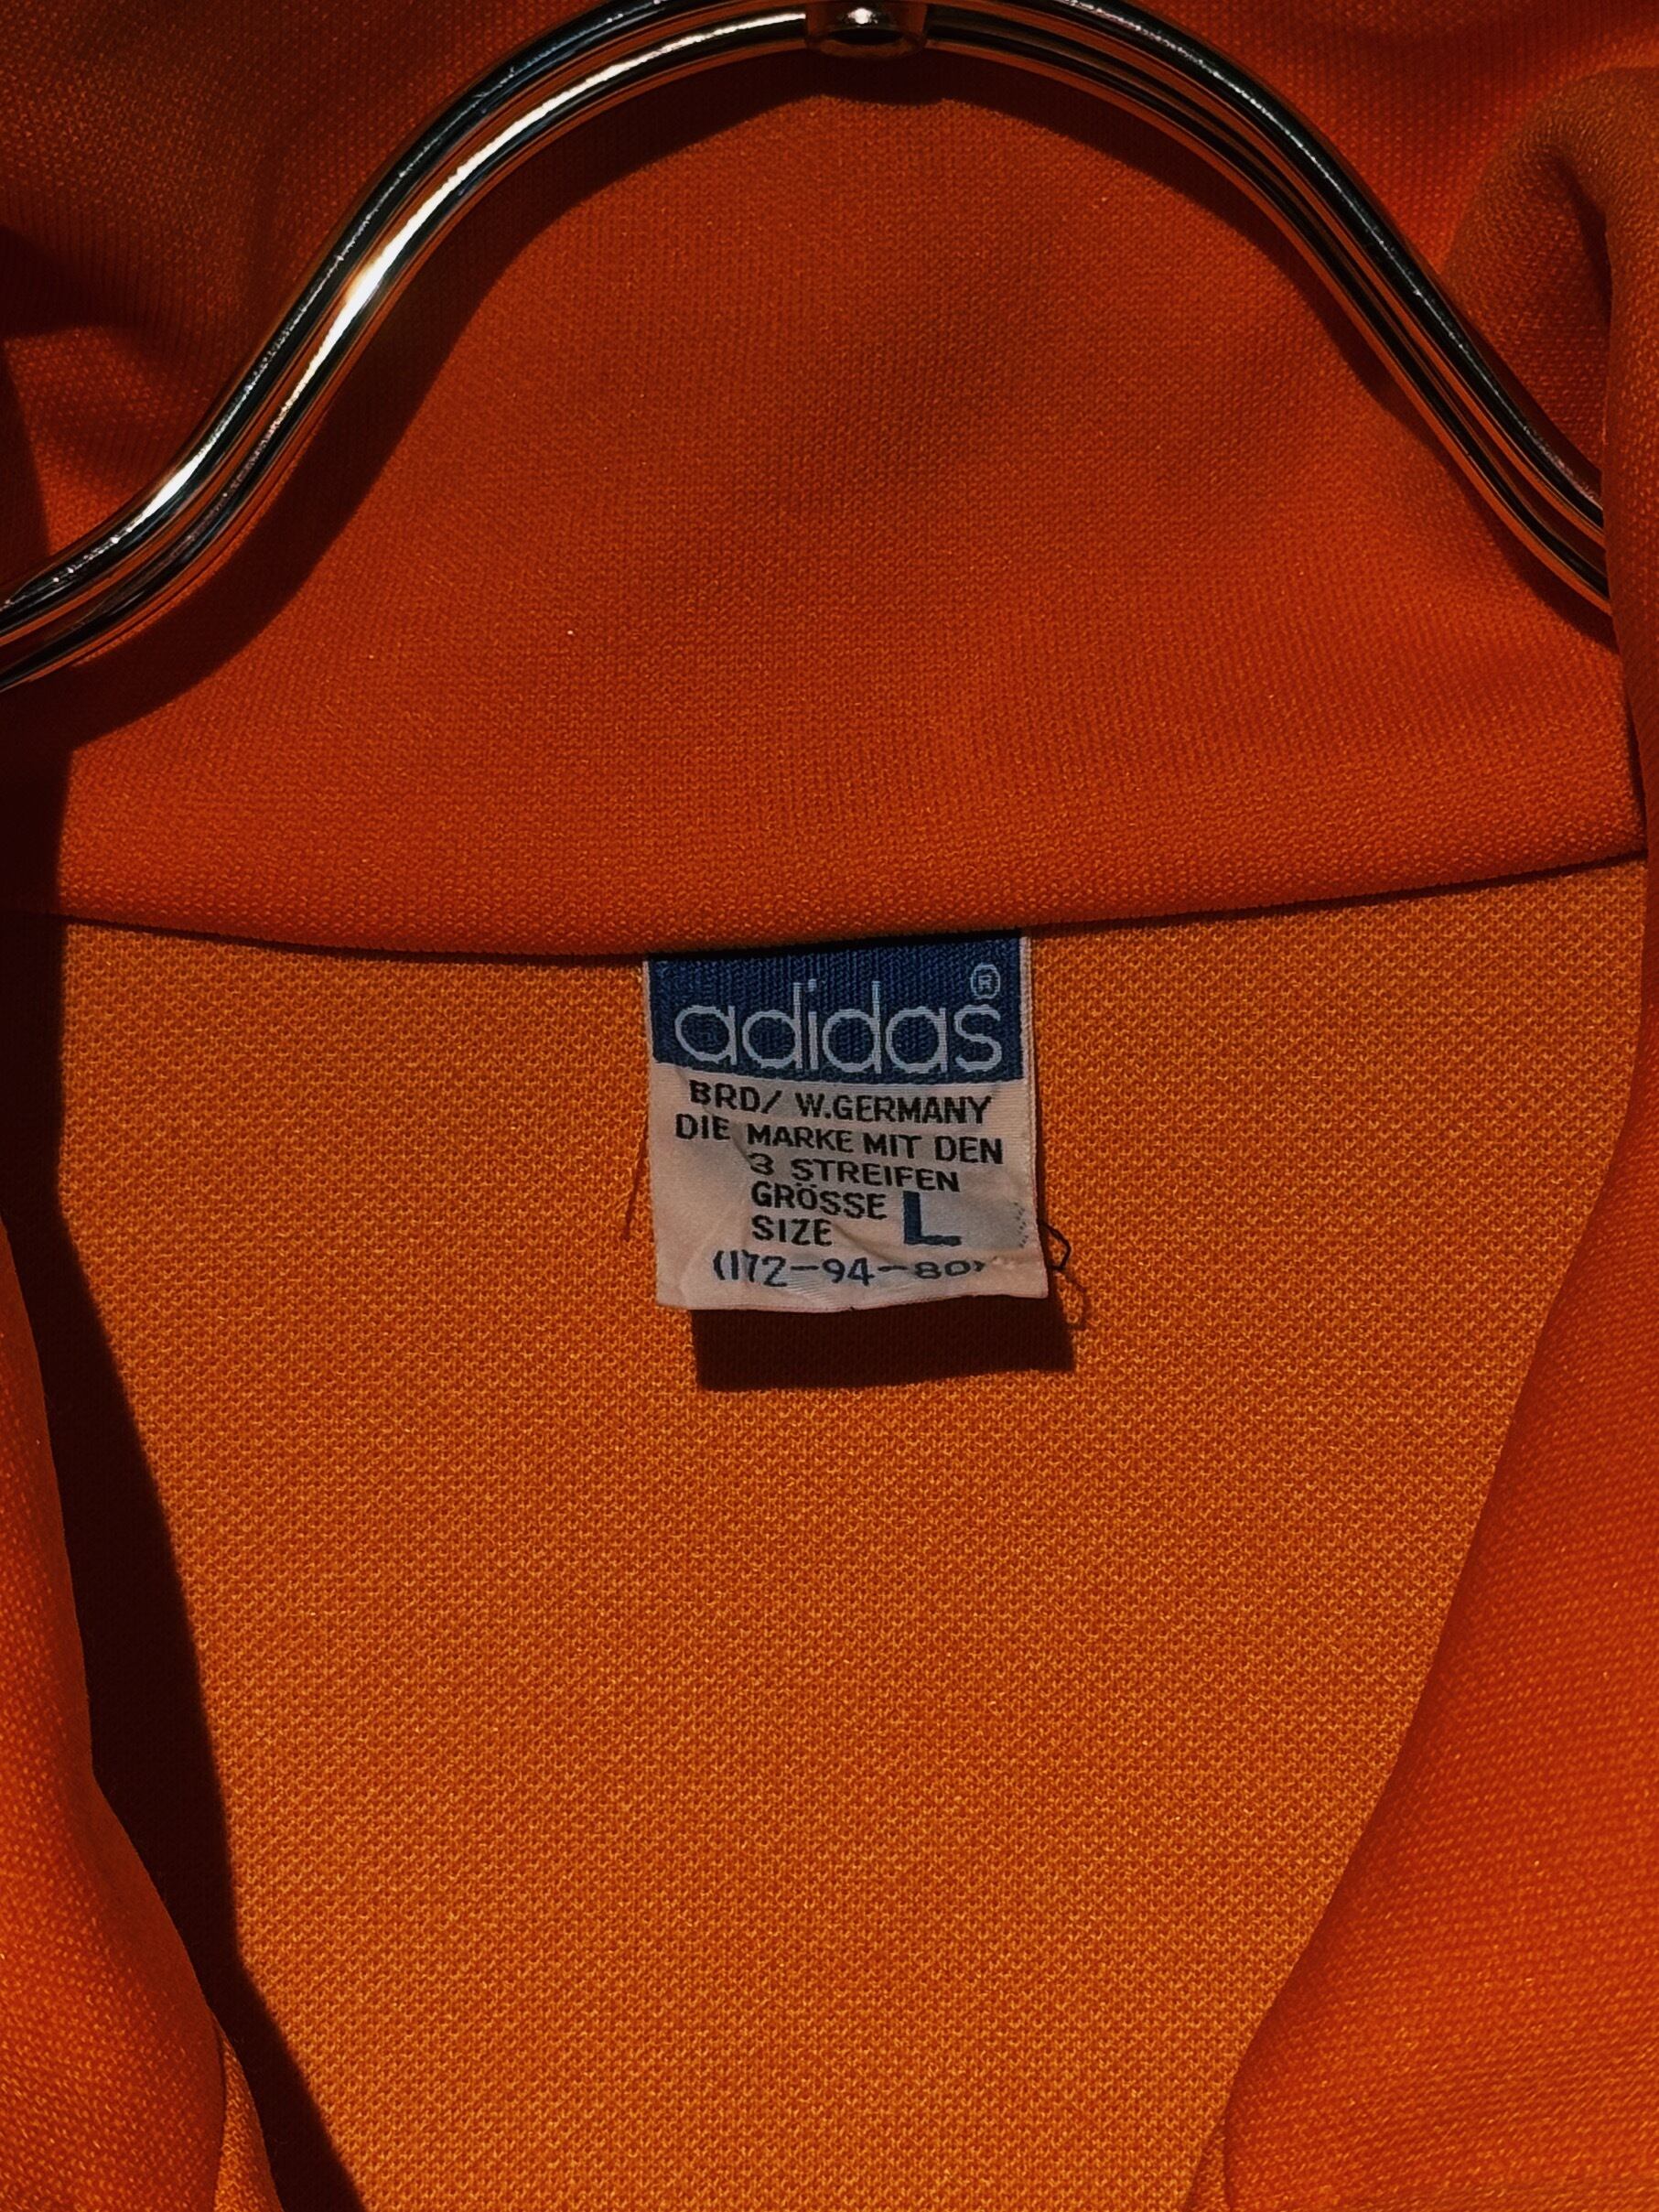 adidas®
BRD/ W.GERMANY
DIE MARKE MIT DEN
3 STREIFEN
GRÖSSE L
SIZE
(172-94-80)